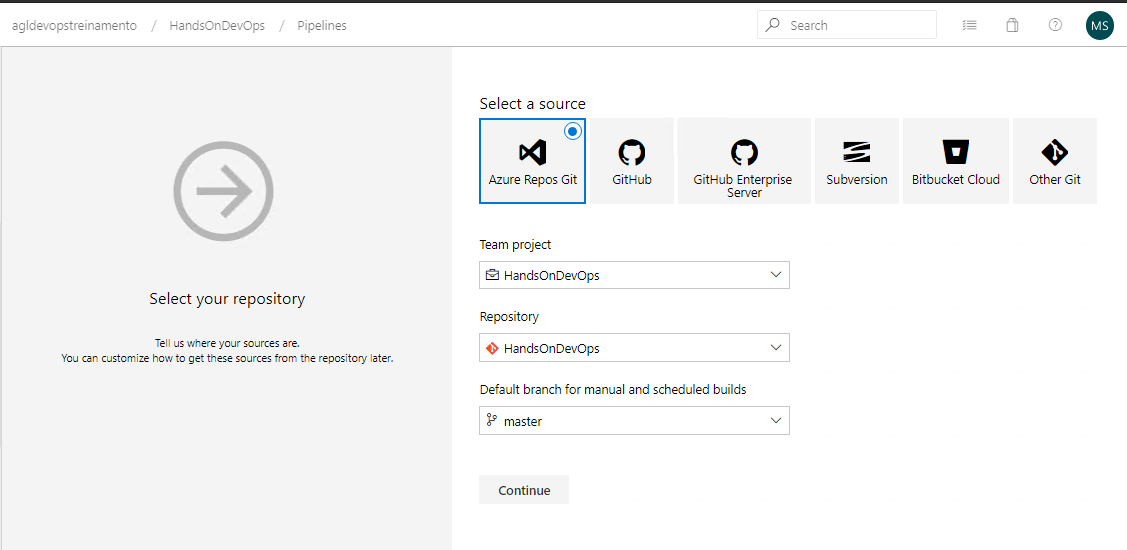 agldevopstreinamento / HandsOnDevOps / Pipelines
Search
MS
Select your repository
Tell us where your sources are.
You can customize how to get these sources from the repository later.
Select a source
Azure Repos Git
GitHub
GitHub Enterprise
Server
Subversion
Bitbucket Cloud
Other Git
Team project
HandsOnDevOps
Repository
HandsOnDevOps
Default branch for manual and scheduled builds
master
Continue